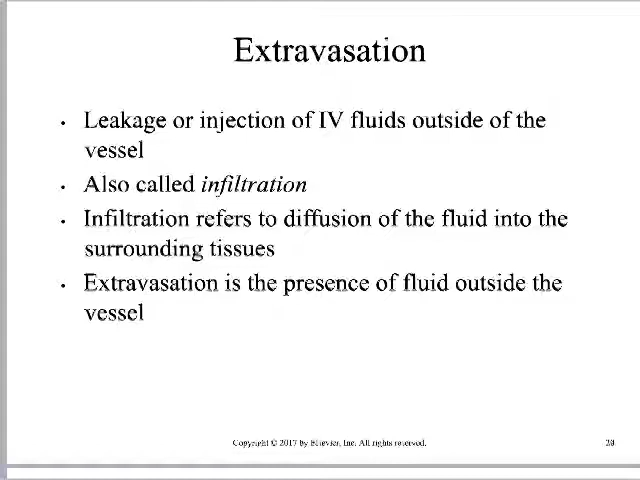 Extravasation
• Leakage or injection of IV fluids outside of the
vessel
• Also called infiltration
• Infiltration refers to diffusion of the fluid into the
surrounding tissues
• Extravasation is the presence of fluid outside the
vessel
Copyright © 2017 by Elsevier, Inc. All rights reserved.
20